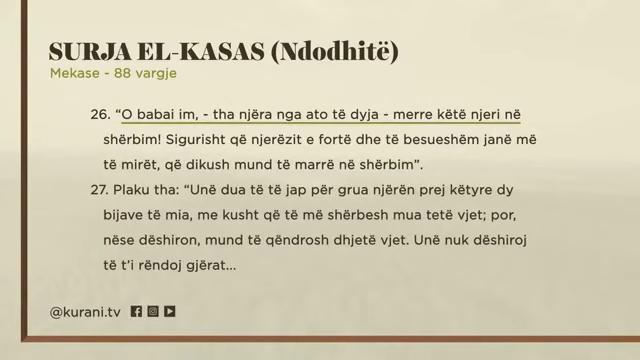 SURJA EL-KASAS (Ndodhitë)
Mekase - 88 vargje
26. “O babai im, - tha njëra nga ato të dyja - merre këtë njeri në
shërbim! Sigurisht që njerëzit e fortë dhe të besueshëm janë më
të mirët, që dikush mund të marrë në shërbim”.
27. Plaku tha: “Unë dua të të jap për grua njërën prej këtyre dy
bijave të mia, me kusht që të më shërbesh mua tetë vjet; por,
nëse dëshiron, mund të qëndrosh dhjetë vjet. Unë nuk dëshiroj
të t’i rëndoj gjërat...
@kurani.tv